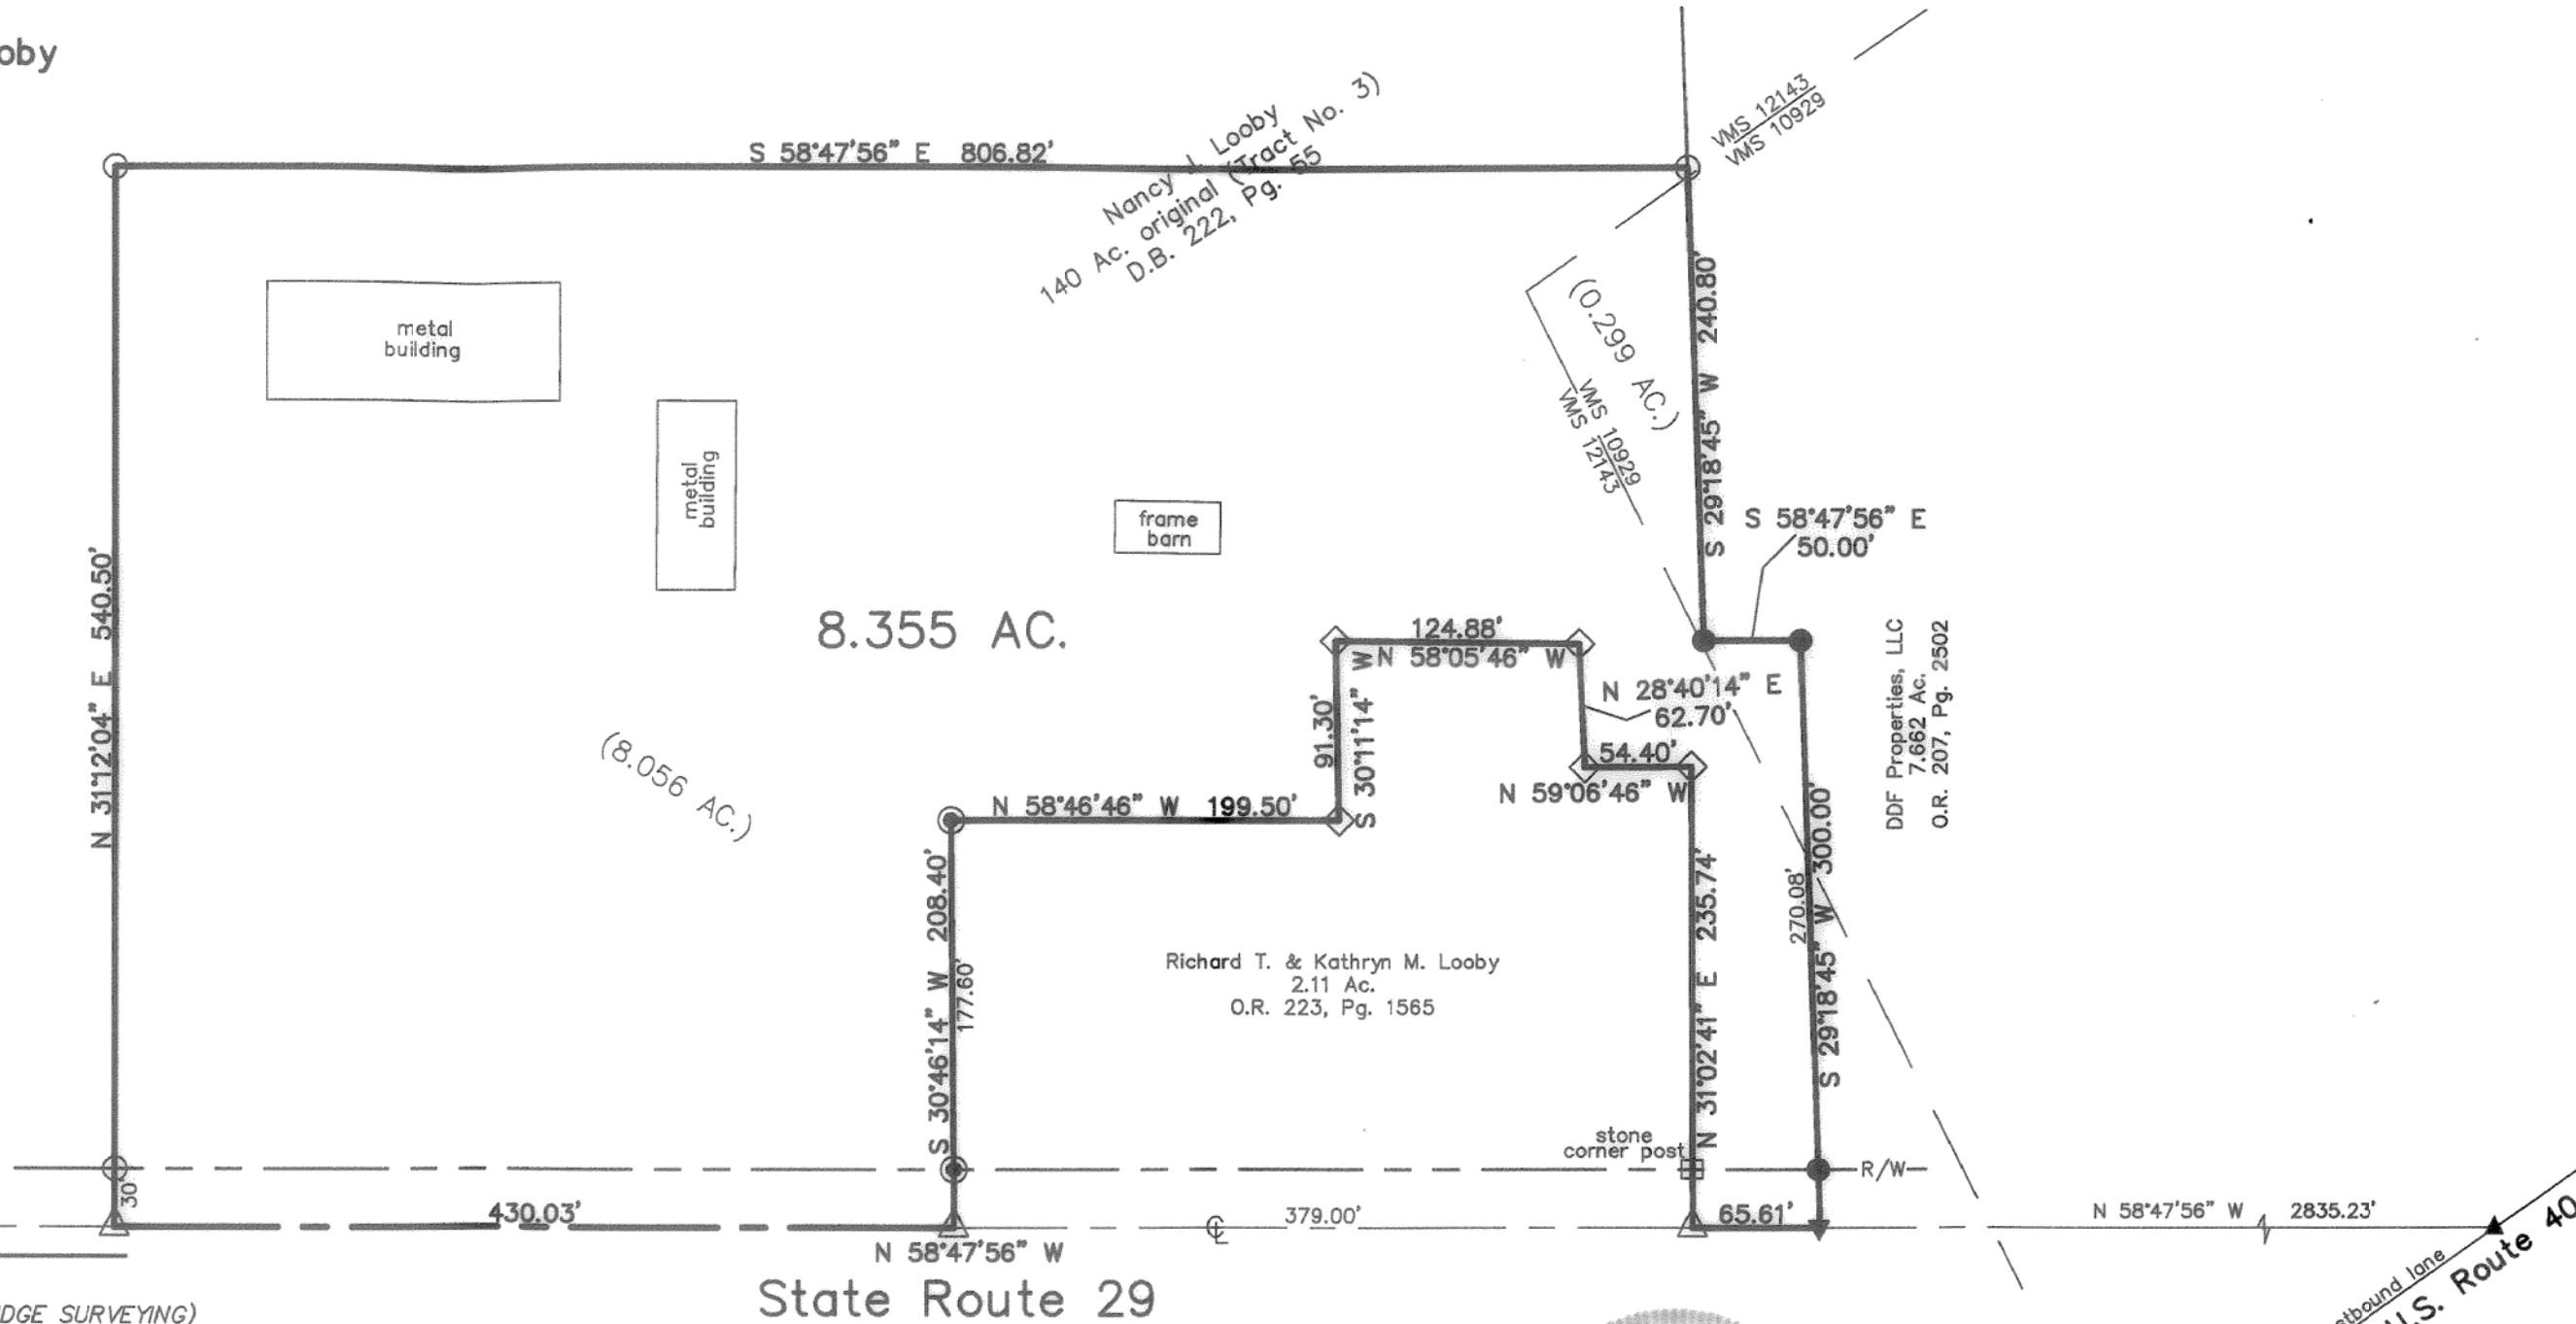 ooby
S 58°47'56" E 806.82'
Nancy L Looby
140 Ac. original (Tract No. 3)
D.B. 222, Pg. 55
VMS 12143
VMS 10929
metal
building
metal
building
frame
barn
(0.299 AC.)
VMS 10929
VMS 12143
S 29°18'45" W 240.80'
S 58°47'56" E
50.00'
N 31°12'04" E 540.50'
8.355 AC.
(8.056 AC.)
124.88'
N 58°05'46" W
91.30'
S 30°11'14" W
N 28°40'14" E
62.70'
54.40'
N 59°06'46" W
DDF Properties, LLC
7.662 Ac.
O.R. 207, Pg. 2502
N 58°46'46" W 199.50'
S 30°46'14" W 208.40'
177.60'
Richard T. & Kathryn M. Looby
2.11 Ac.
O.R. 223, Pg. 1565
N 31°02'41" E 235.74'
270.08'
S 29°18'45" W 300.00'
stone
corner post
R/W
30'
430.03'
379.00'
65.61'
N 58°47'56" W 2835.23'
N 58°47'56" W
State Route 29
tbound lane
U.S. Route 40
DGE SURVEYING)